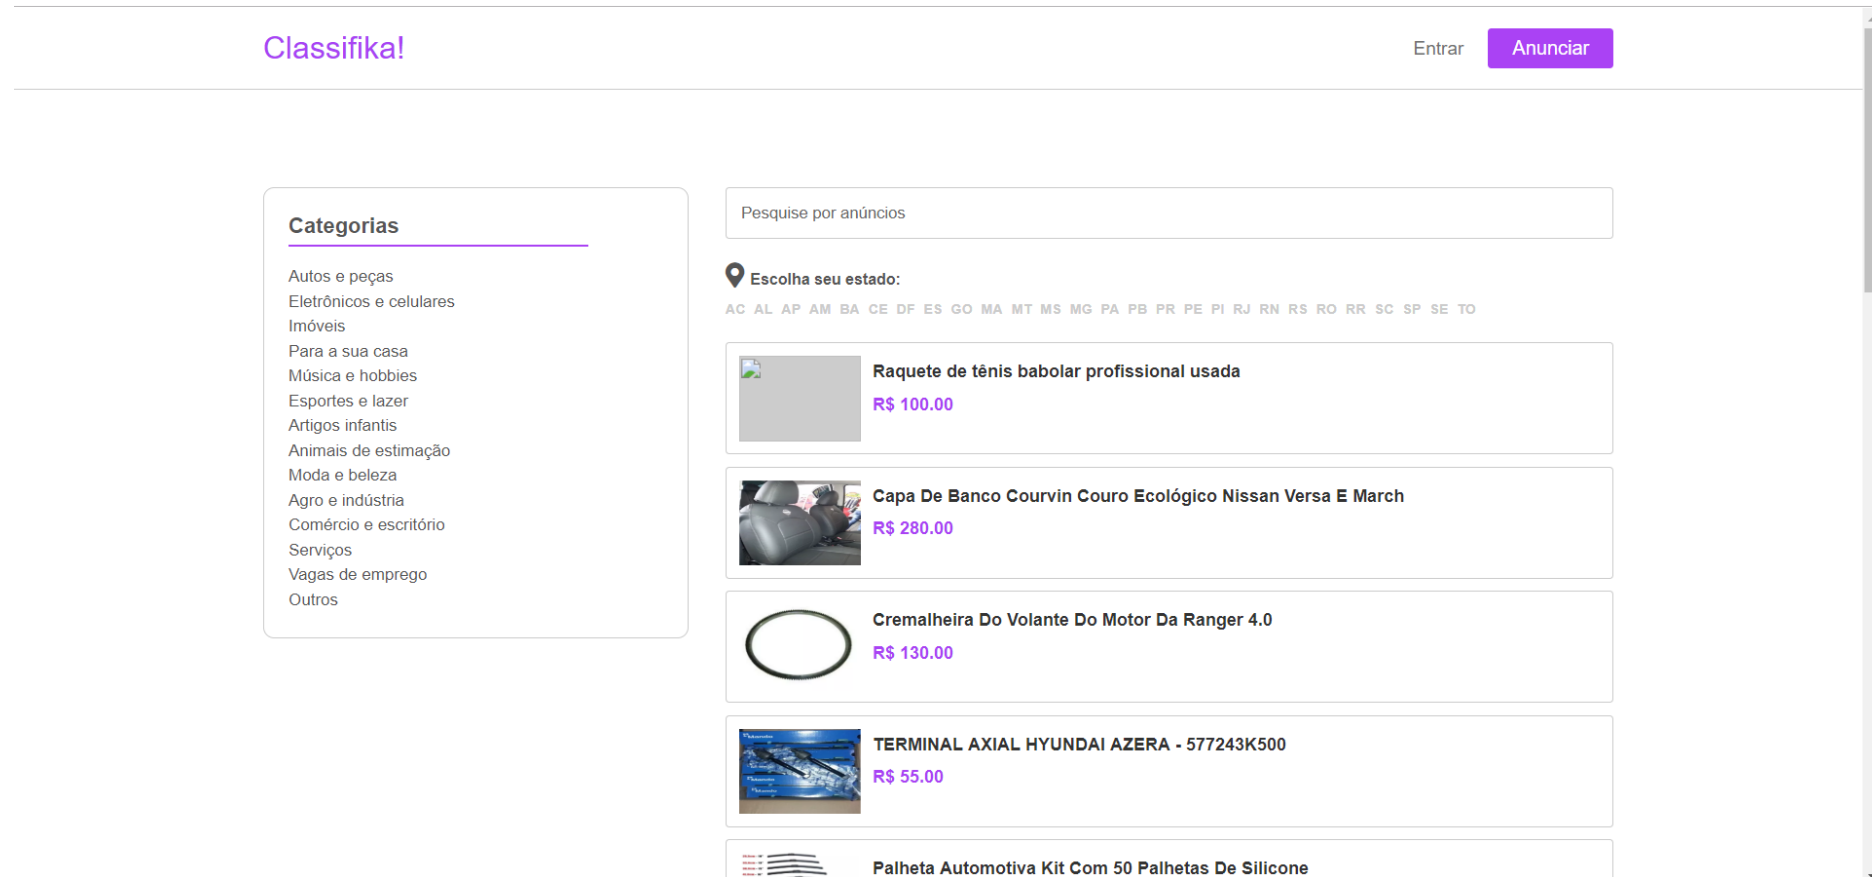 Classifika!
Entrar
Anunciar
Categorias
Autos e peças
Eletrônicos e celulares
Imóveis
Para a sua casa
Música e hobbies
Esportes e lazer
Artigos infantis
Animais de estimação
Moda e beleza
Agro e indústria
Comércio e escritório
Serviços
Vagas de emprego
Outros
Pesquise por anúncios
Escolha seu estado:
AC AL AP AM BA CE DF ES GO MA MT MS MG PA PB PR PE PI RJ RN RS RO RR SC SP SE TO
Raquete de tênis babolar profissional usada
R$ 100.00
Capa De Banco Courvin Couro Ecológico Nissan Versa E March
R$ 280.00
Cremalheira Do Volante Do Motor Da Ranger 4.0
R$ 130.00
TERMINAL AXIAL HYUNDAI AZERA - 577243K500
R$ 55.00
Palheta Automotiva Kit Com 50 Palhetas De Silicone